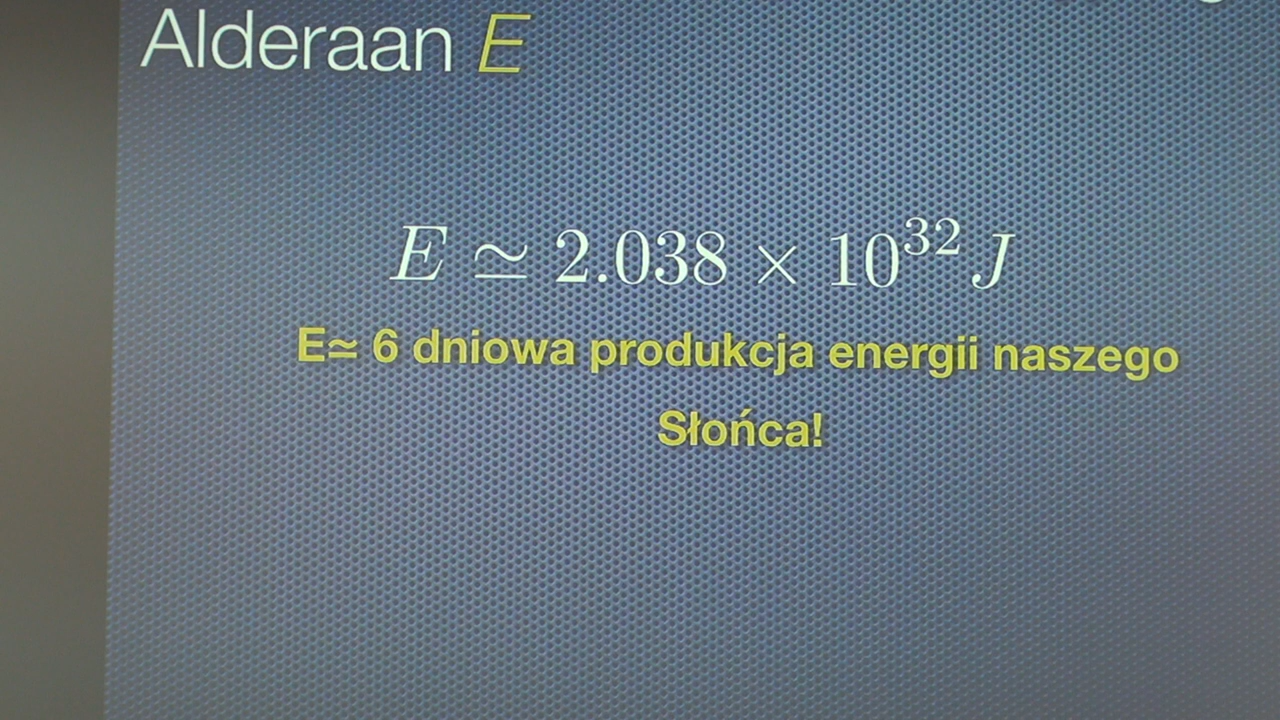 Alderaan E
E ≃ 2.038 × 10³² J
E≃ 6 dniowa produkcja energii naszego
Słońca!